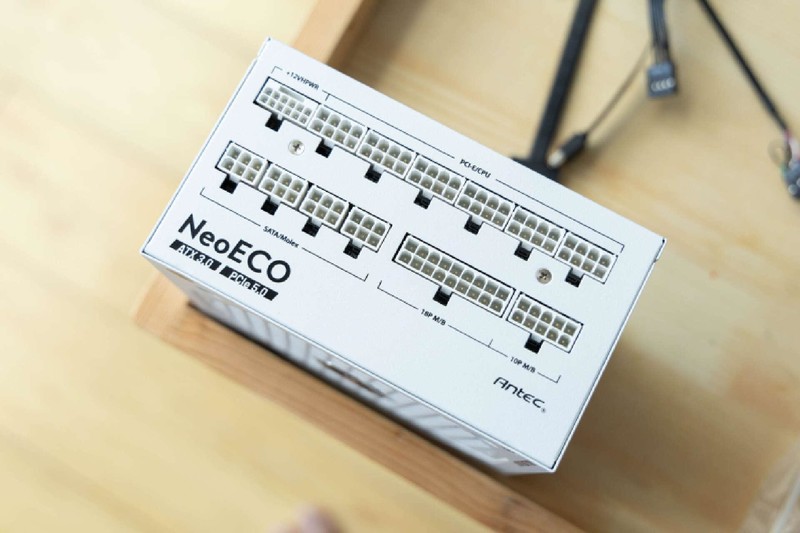 +12VHPWR
PCI-E/CPU
SATA/Molex
NeoECO
ATX 3.0 PCIe 5.0
18P M/B
10P M/B
Antec®